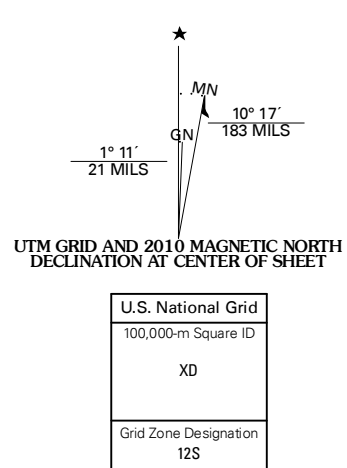 MN
10° 17´
183 MILS
GN
1° 11´
21 MILS
UTM GRID AND 2010 MAGNETIC NORTH
DECLINATION AT CENTER OF SHEET
U.S. National Grid
100,000-m Square ID
XD
Grid Zone Designation
12S